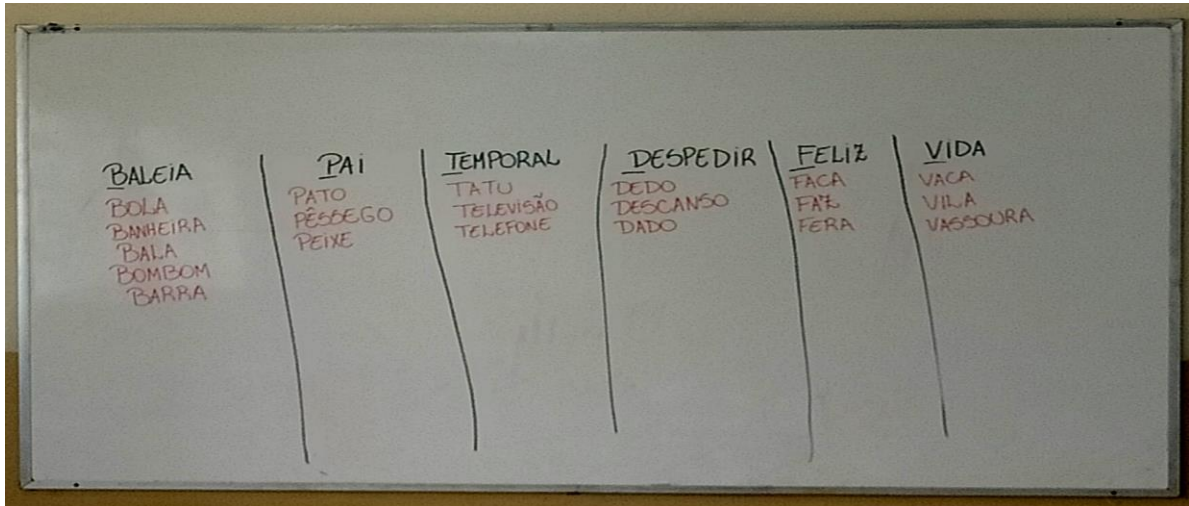 BALEIA
BOLA
BANHEIRA
BALA
BOMBOM
BARRA
PAI
PATO
PÊSSEGO
PEIXE
TEMPORAL
TATU
TELEVISÃO
TELEFONE
DESPEDIR
DEDO
DESCANSO
DADO
FELIZ
FACA
FAZ
FERA
VIDA
VACA
VILA
VASSOURA